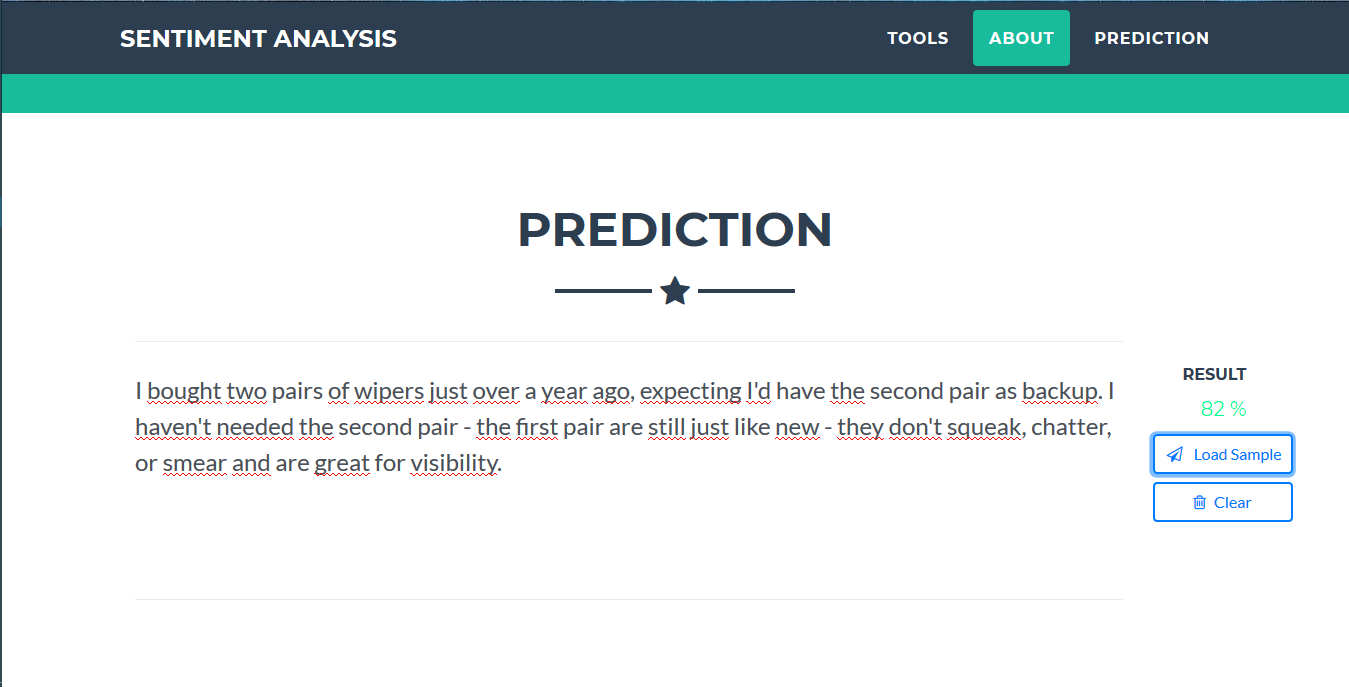 SENTIMENT ANALYSIS
TOOLS ABOUT PREDICTION
PREDICTION
I bought two pairs of wipers just over a year ago, expecting I'd have the second pair as backup. I
haven't needed the second pair - the first pair are still just like new - they don't squeak, chatter,
or smear and are great for visibility.
RESULT
82 %
Load Sample
Clear